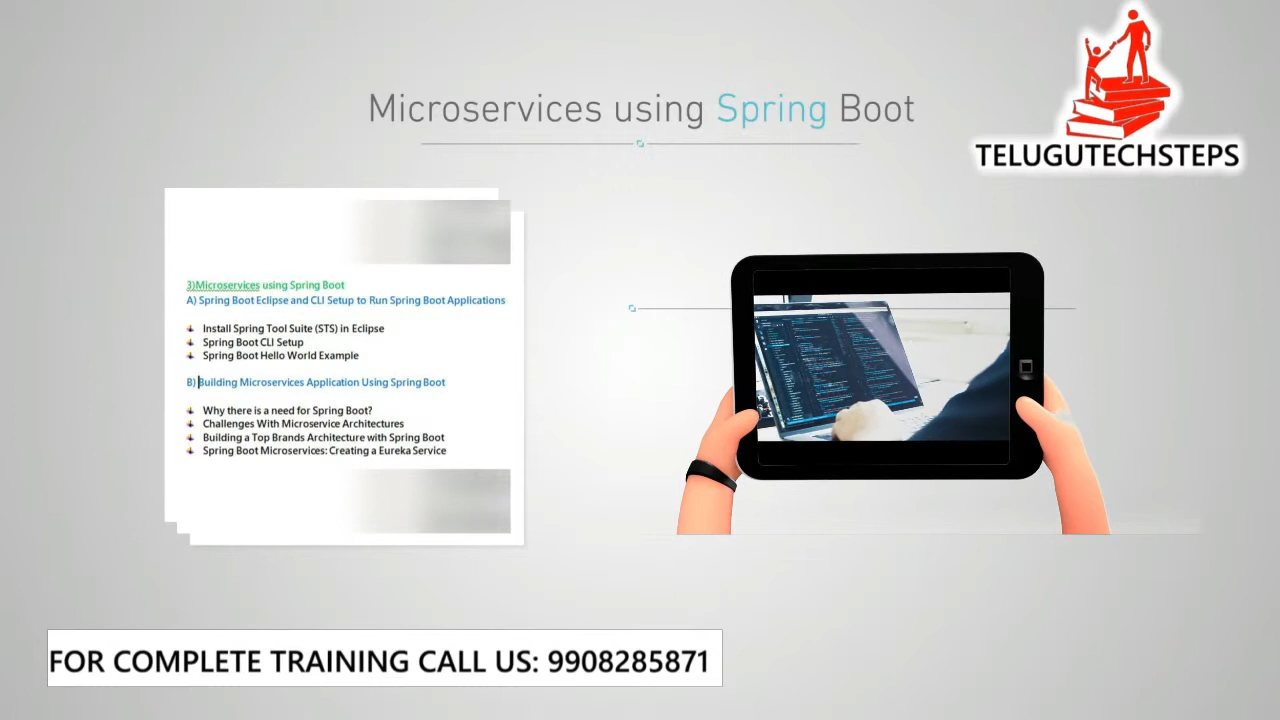 Microservices using Spring Boot
TELUGUTECHSTEPS
3)Microservices using Spring Boot
A) Spring Boot Eclipse and CLI Setup to Run Spring Boot Applications
Install Spring Tool Suite (STS) in Eclipse
Spring Boot CLI Setup
Spring Boot Hello World Example
B) Building Microservices Application Using Spring Boot
Why there is a need for Spring Boot?
Challenges With Microservice Architectures
Building a Top Brands Architecture with Spring Boot
Spring Boot Microservices: Creating a Eureka Service
FOR COMPLETE TRAINING CALL US: 9908285871